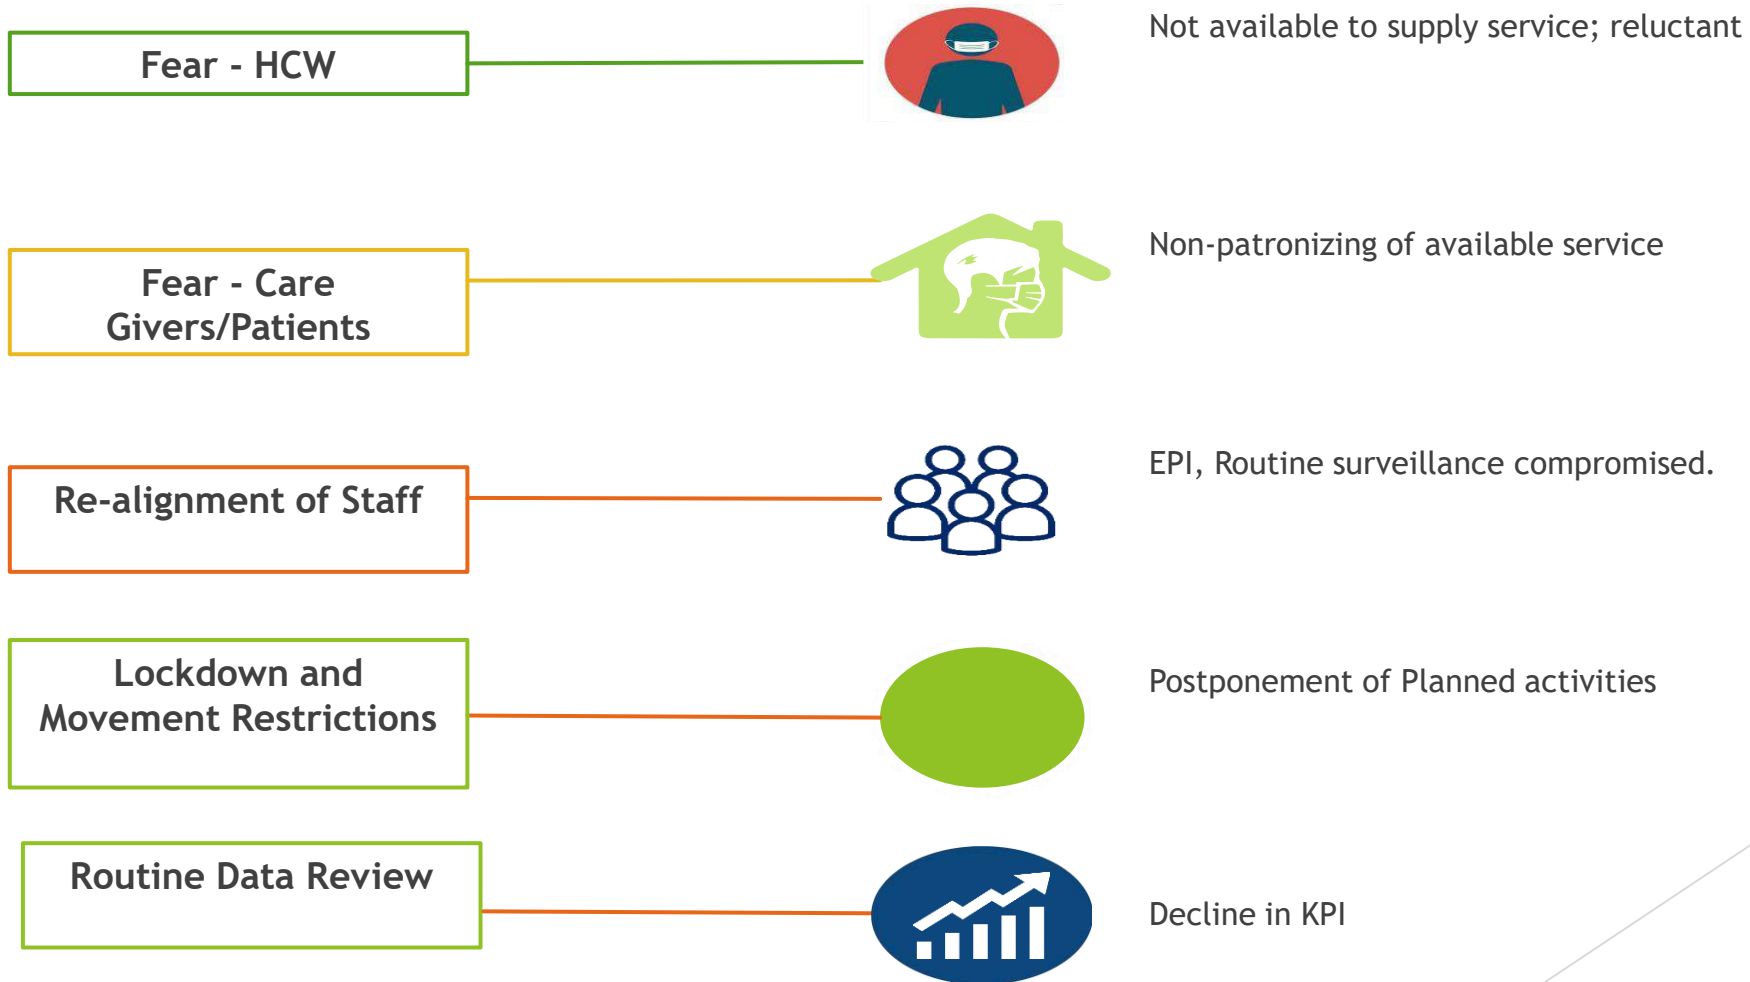 Fear - HCW
Not available to supply service; reluctant
Fear - Care
Givers/Patients
Non-patronizing of available service
Re-alignment of Staff
EPI, Routine surveillance compromised.
Lockdown and
Movement Restrictions
Postponement of Planned activities
Routine Data Review
Decline in KPI